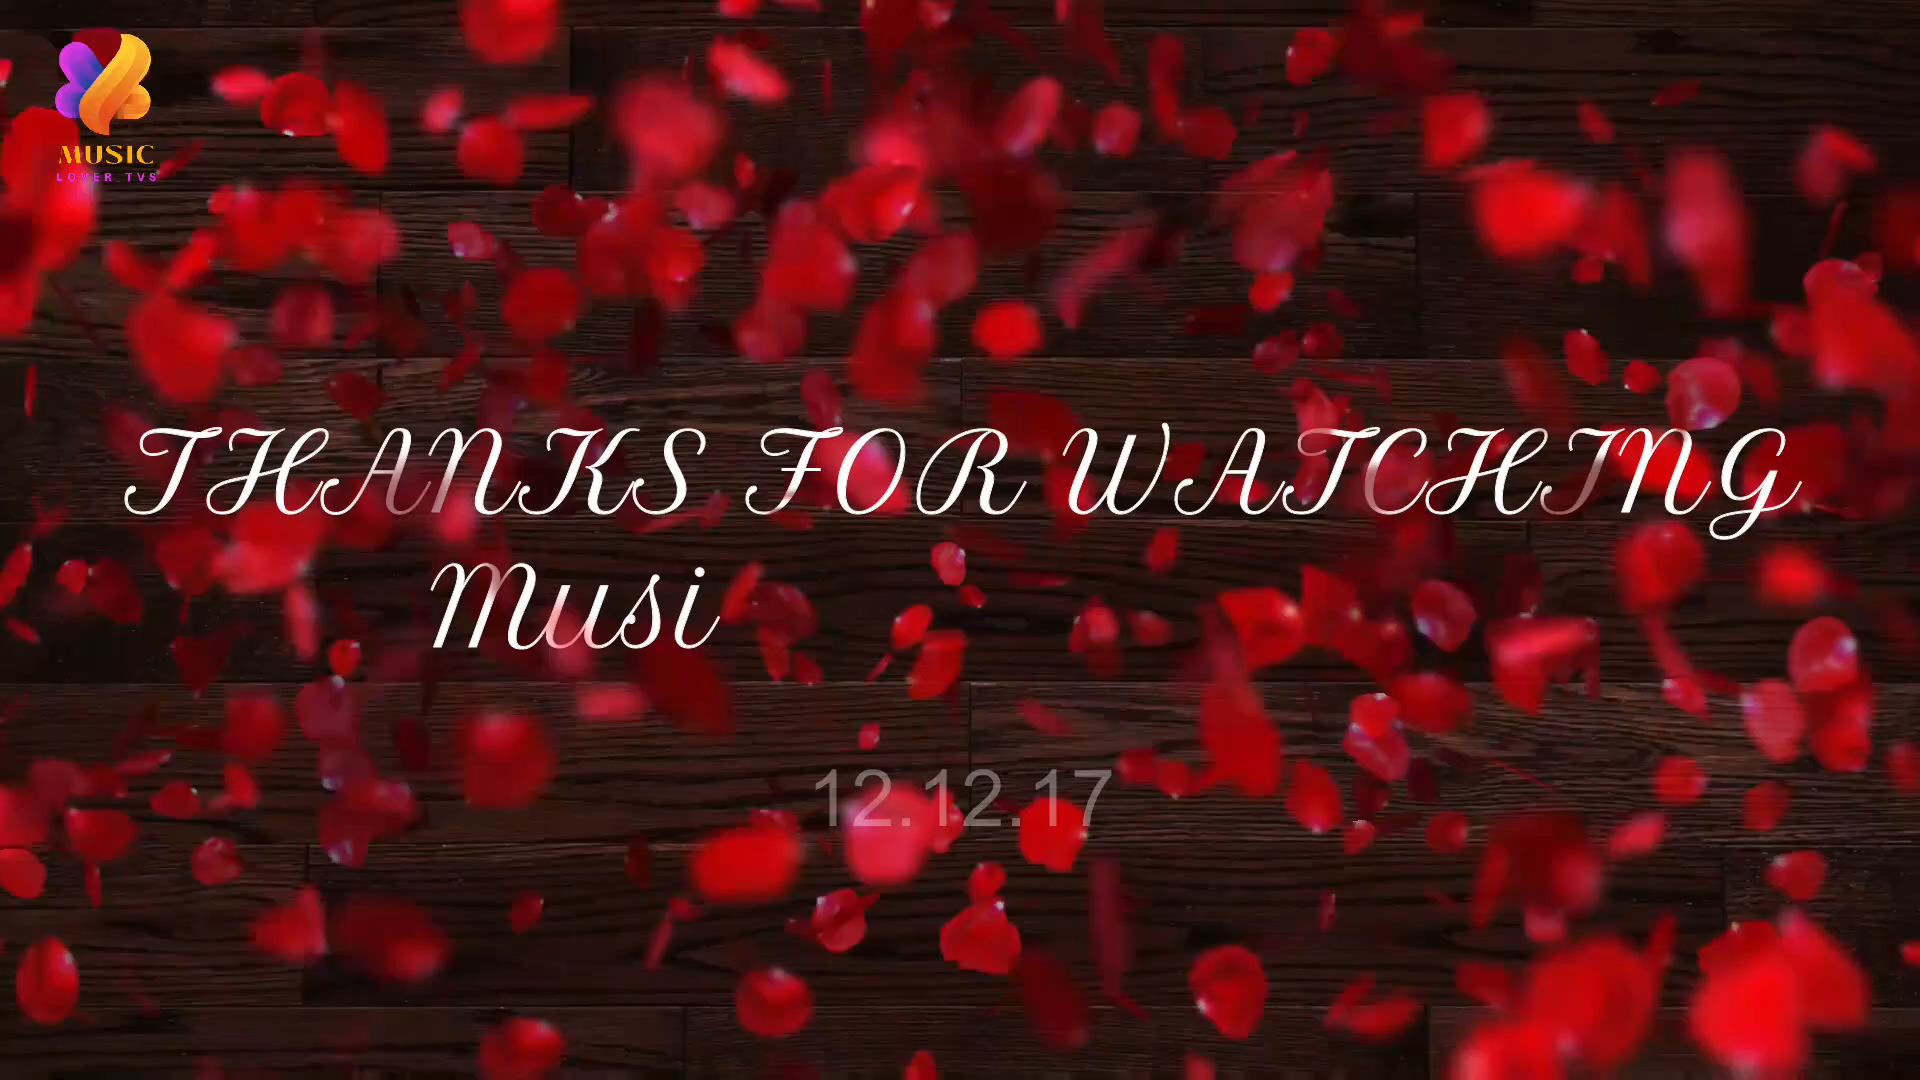 MUSIC
LOVER TVS
THANKS FOR WATCHING
Musi
12.12.17